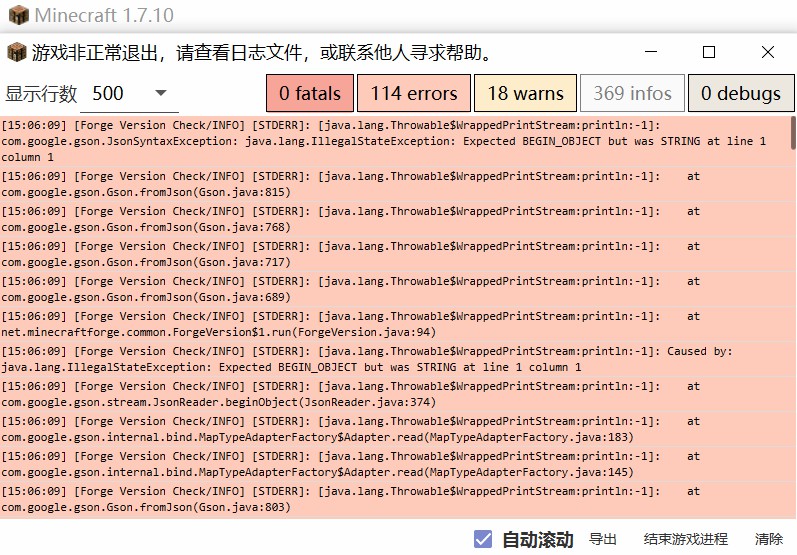 Minecraft 1.7.10
游戏非正常退出，请查看日志文件，或联系他人寻求帮助。
显示行数 500 0 fatals 114 errors 18 warns 369 infos 0 debugs
[15:06:09] [Forge Version Check/INFO] [STDERR]: [java.lang.Throwable$WrappedPrintStream:println:-1]:
com.google.gson.JsonSyntaxException: java.lang.IllegalStateException: Expected BEGIN_OBJECT but was STRING at line 1
column 1
[15:06:09] [Forge Version Check/INFO] [STDERR]: [java.lang.Throwable$WrappedPrintStream:println:-1]: at
com.google.gson.Gson.fromJson(Gson.java:815)
[15:06:09] [Forge Version Check/INFO] [STDERR]: [java.lang.Throwable$WrappedPrintStream:println:-1]: at
com.google.gson.Gson.fromJson(Gson.java:768)
[15:06:09] [Forge Version Check/INFO] [STDERR]: [java.lang.Throwable$WrappedPrintStream:println:-1]: at
com.google.gson.Gson.fromJson(Gson.java:717)
[15:06:09] [Forge Version Check/INFO] [STDERR]: [java.lang.Throwable$WrappedPrintStream:println:-1]: at
com.google.gson.Gson.fromJson(Gson.java:689)
[15:06:09] [Forge Version Check/INFO] [STDERR]: [java.lang.Throwable$WrappedPrintStream:println:-1]: at
net.minecraftforge.common.ForgeVersion$1.run(ForgeVersion.java:94)
[15:06:09] [Forge Version Check/INFO] [STDERR]: [java.lang.Throwable$WrappedPrintStream:println:-1]: Caused by:
java.lang.IllegalStateException: Expected BEGIN_OBJECT but was STRING at line 1 column 1
[15:06:09] [Forge Version Check/INFO] [STDERR]: [java.lang.Throwable$WrappedPrintStream:println:-1]: at
com.google.gson.stream.JsonReader.beginObject(JsonReader.java:374)
[15:06:09] [Forge Version Check/INFO] [STDERR]: [java.lang.Throwable$WrappedPrintStream:println:-1]: at
com.google.gson.internal.bind.MapTypeAdapterFactory$Adapter.read(MapTypeAdapterFactory.java:183)
[15:06:09] [Forge Version Check/INFO] [STDERR]: [java.lang.Throwable$WrappedPrintStream:println:-1]: at
com.google.gson.internal.bind.MapTypeAdapterFactory$Adapter.read(MapTypeAdapterFactory.java:145)
[15:06:09] [Forge Version Check/INFO] [STDERR]: [java.lang.Throwable$WrappedPrintStream:println:-1]: at
com.google.gson.Gson.fromJson(Gson.java:803)
自动滚动 导出 结束游戏进程 清除